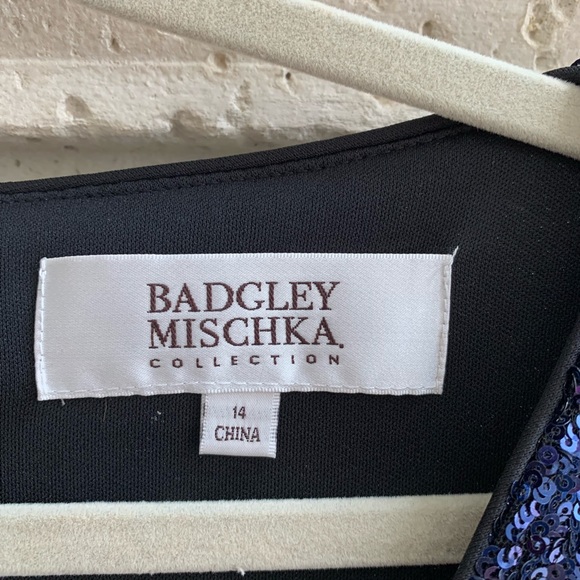 BADGLEY
MISCHKA.
COLLECTION
14
CHINA